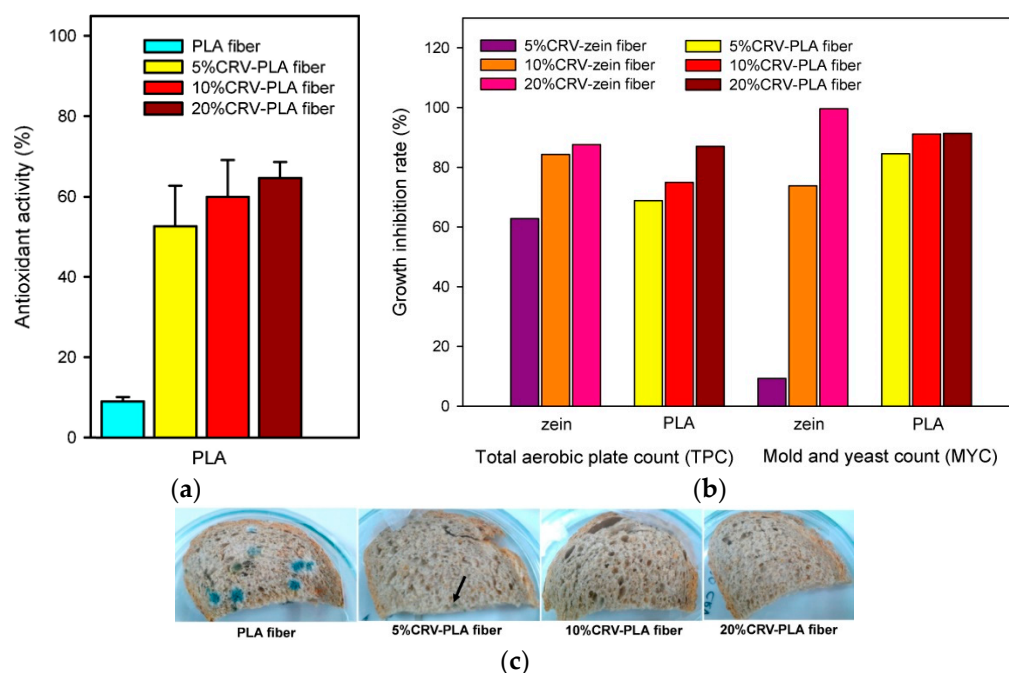 100
80
60
40
20
0
Antioxidant activity (%)
PLA fiber
5%CRV-PLA fiber
10%CRV-PLA fiber
20%CRV-PLA fiber
PLA
(a)
120
100
80
60
40
20
0
Growth inhibition rate (%)
5%CRV-zein fiber
10%CRV-zein fiber
20%CRV-zein fiber
5%CRV-PLA fiber
10%CRV-PLA fiber
20%CRV-PLA fiber
zein PLA zein PLA
Total aerobic plate count (TPC) Mold and yeast count (MYC)
(b)
PLA fiber 5%CRV-PLA fiber 10%CRV-PLA fiber 20%CRV-PLA fiber
(c)